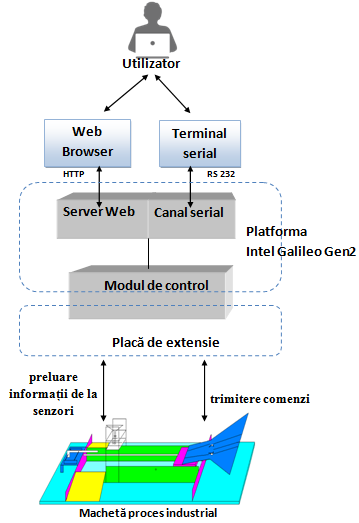 Utilizator
Web
Browser
Terminal
serial
HTTP
RS 232
Server Web
Canal serial
Platforma
Intel Galileo Gen2
Modul de control
Placă de extensie
preluare
informații de la
senzori
trimitere comenzi
Machetă proces industrial